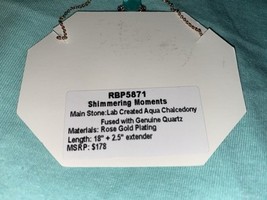 RBP5871
Shimmering Moments
Main Stone:Lab Created Aqua Chalcedony
Fused with Genuine Quartz
Materials: Rose Gold Plating
Length: 18" + 2.5" extender
MSRP: $178